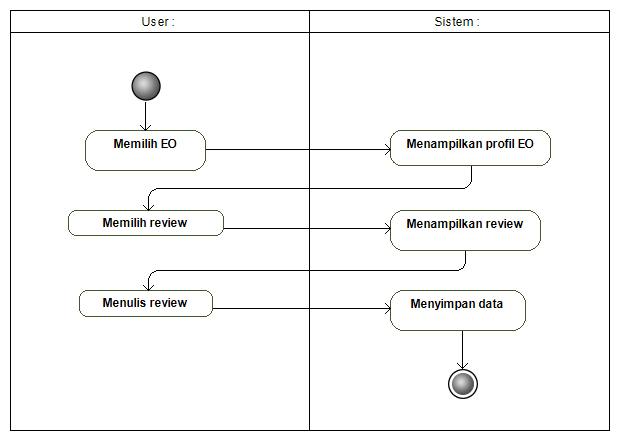 User :
Sistem :
Memilih EO
Menampilkan profil EO
Memilih review
Menampilkan review
Menulis review
Menyimpan data